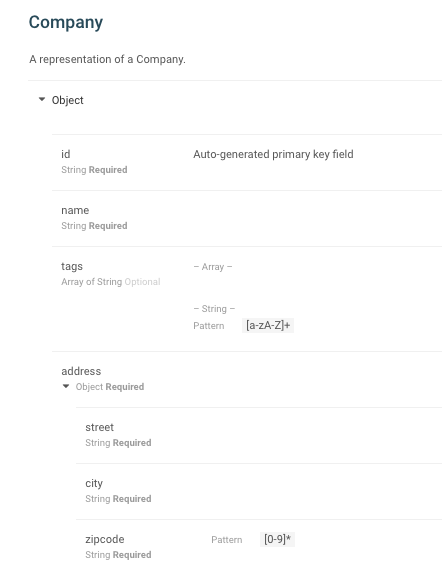 Company
A representation of a Company.
Object
id Auto-generated primary key field
String Required
name
String Required
tags – Array –
Array of String Optional
– String –
Pattern [a-zA-Z]+
address
Object Required
street
String Required
city
String Required
zipcode Pattern [0-9]*
String Required